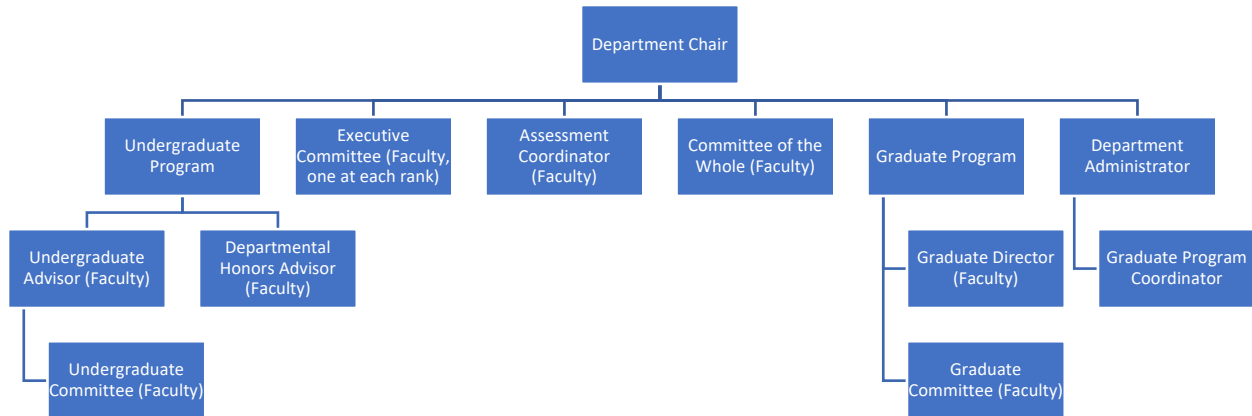 Department Chair
Undergraduate
Program
Executive
Committee (Faculty,
one at each rank)
Assessment
Coordinator
(Faculty)
Committee of the
Whole (Faculty)
Graduate Program
Department
Administrator
Undergraduate
Advisor (Faculty)
Departmental
Honors Advisor
(Faculty)
Graduate Director
(Faculty)
Graduate Program
Coordinator
Undergraduate
Committee (Faculty)
Graduate
Committee (Faculty)